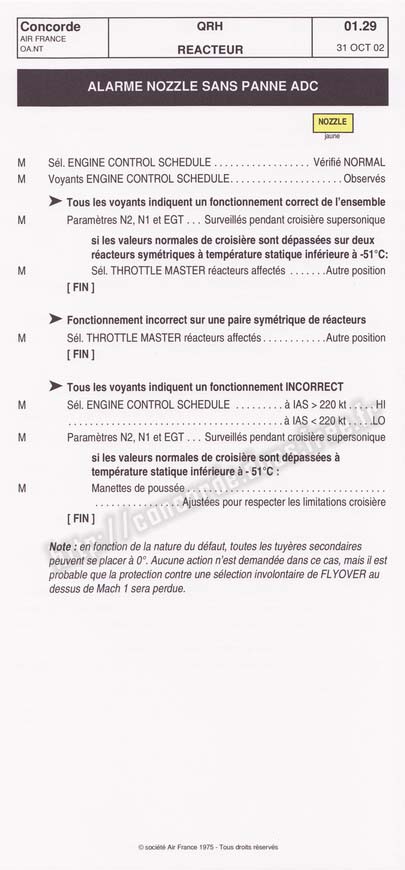 Concorde QRH 01.29
AIR FRANCE
OA.NT REACTEUR 31 OCT 02
ALARME NOZZLE SANS PANNE ADC
NOZZLE
jaune
M Sél. ENGINE CONTROL SCHEDULE . . . . . . . . . . . . . . . . . Vérifié NORMAL
M Voyants ENGINE CONTROL SCHEDULE. . . . . . . . . . . . . . . . . . . . Observés
➤ Tous les voyants indiquent un fonctionnement correct de l'ensemble
M Paramètres N2, N1 et EGT . . . Surveillés pendant croisière supersonique
si les valeurs normales de croisière sont dépassées sur deux
réacteurs symétriques à température statique inférieure à -51°C:
M Sél. THROTTLE MASTER réacteurs affectés . . . . . . .Autre position
[ FIN ]
➤ Fonctionnement incorrect sur une paire symétrique de réacteurs
M Sél. THROTTLE MASTER réacteurs affectés . . . . . . . . . . . .Autre position
[ FIN ]
➤ Tous les voyants indiquent un fonctionnement INCORRECT
M Sél. ENGINE CONTROL SCHEDULE . . . . . . . . . à IAS > 220 kt . . . . . HI
. . . . . . . . . . . . . . . . . . . . . . . . . . . . . . . . . . . . . . . . à IAS < 220 kt . . . . .LO
M Paramètres N2, N1 et EGT . . . Surveillés pendant croisière supersonique
si les valeurs normales de croisière sont dépassées à
température statique inférieure à - 51°C :
M Manettes de poussée. . . . . . . . . . . . . . . . . . . . . . . . . . . . . . . . . . . . .
. . . . . . . . . . . . . . . . . Ajustées pour respecter les limitations croisière
[ FIN ]
Note : en fonction de la nature du défaut, toutes les tuyères secondaires
peuvent se placer à 0°. Aucune action n'est demandée dans ce cas, mais il est
probable que la protection contre une sélection involontaire de FLYOVER au
dessus de Mach 1 sera perdue.
© société Air France 1975 - Tous droits réservés